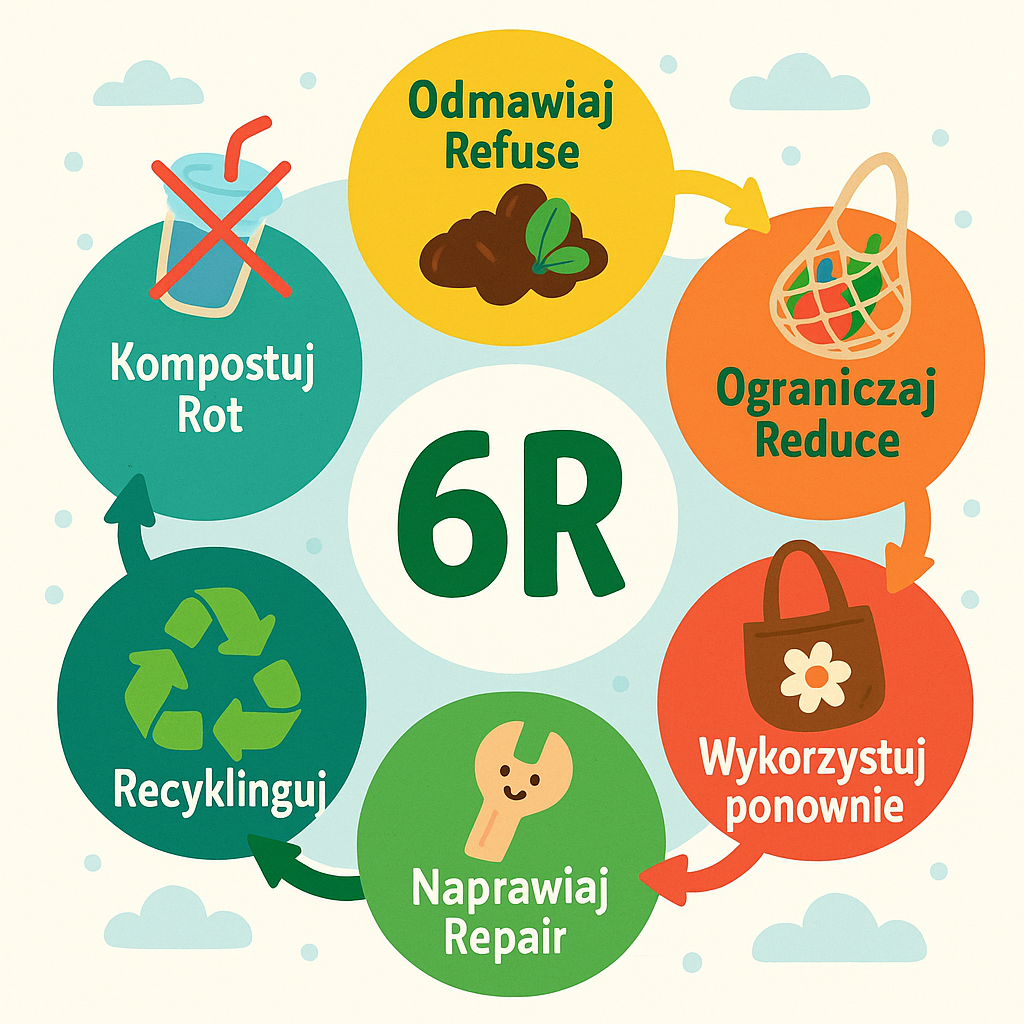 Odmawiaj
Refuse
Ograniczaj
Reduce
Wykorzystuj
ponownie
Naprawiaj
Repair
Recyklinguj
Kompostuj
Rot
6R